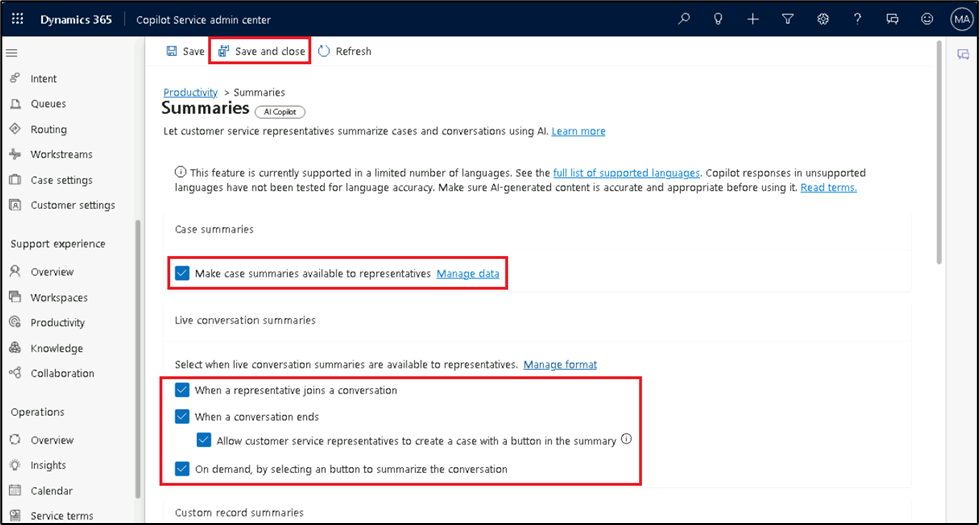 Dynamics 365
Copilot Service admin center
MA
Save
Save and close
Refresh
Intent
Queues
Routing
Workstreams
Case settings
Customer settings
Support experience
Overview
Workspaces
Productivity
Knowledge
Collaboration
Operations
Overview
Insights
Calendar
Service terms
Productivity > Summaries
Summaries
AI Copilot
Let customer service representatives summarize cases and conversations using AI. Learn more
This feature is currently supported in a limited number of languages. See the full list of supported languages. Copilot responses in unsupported
languages have not been tested for language accuracy. Make sure AI-generated content is accurate and appropriate before using it. Read terms.
Case summaries
Make case summaries available to representatives Manage data
Live conversation summaries
Select when live conversation summaries are available to representatives. Manage format
When a representative joins a conversation
When a conversation ends
Allow customer service representatives to create a case with a button in the summary
On demand, by selecting an button to summarize the conversation
Custom record summaries